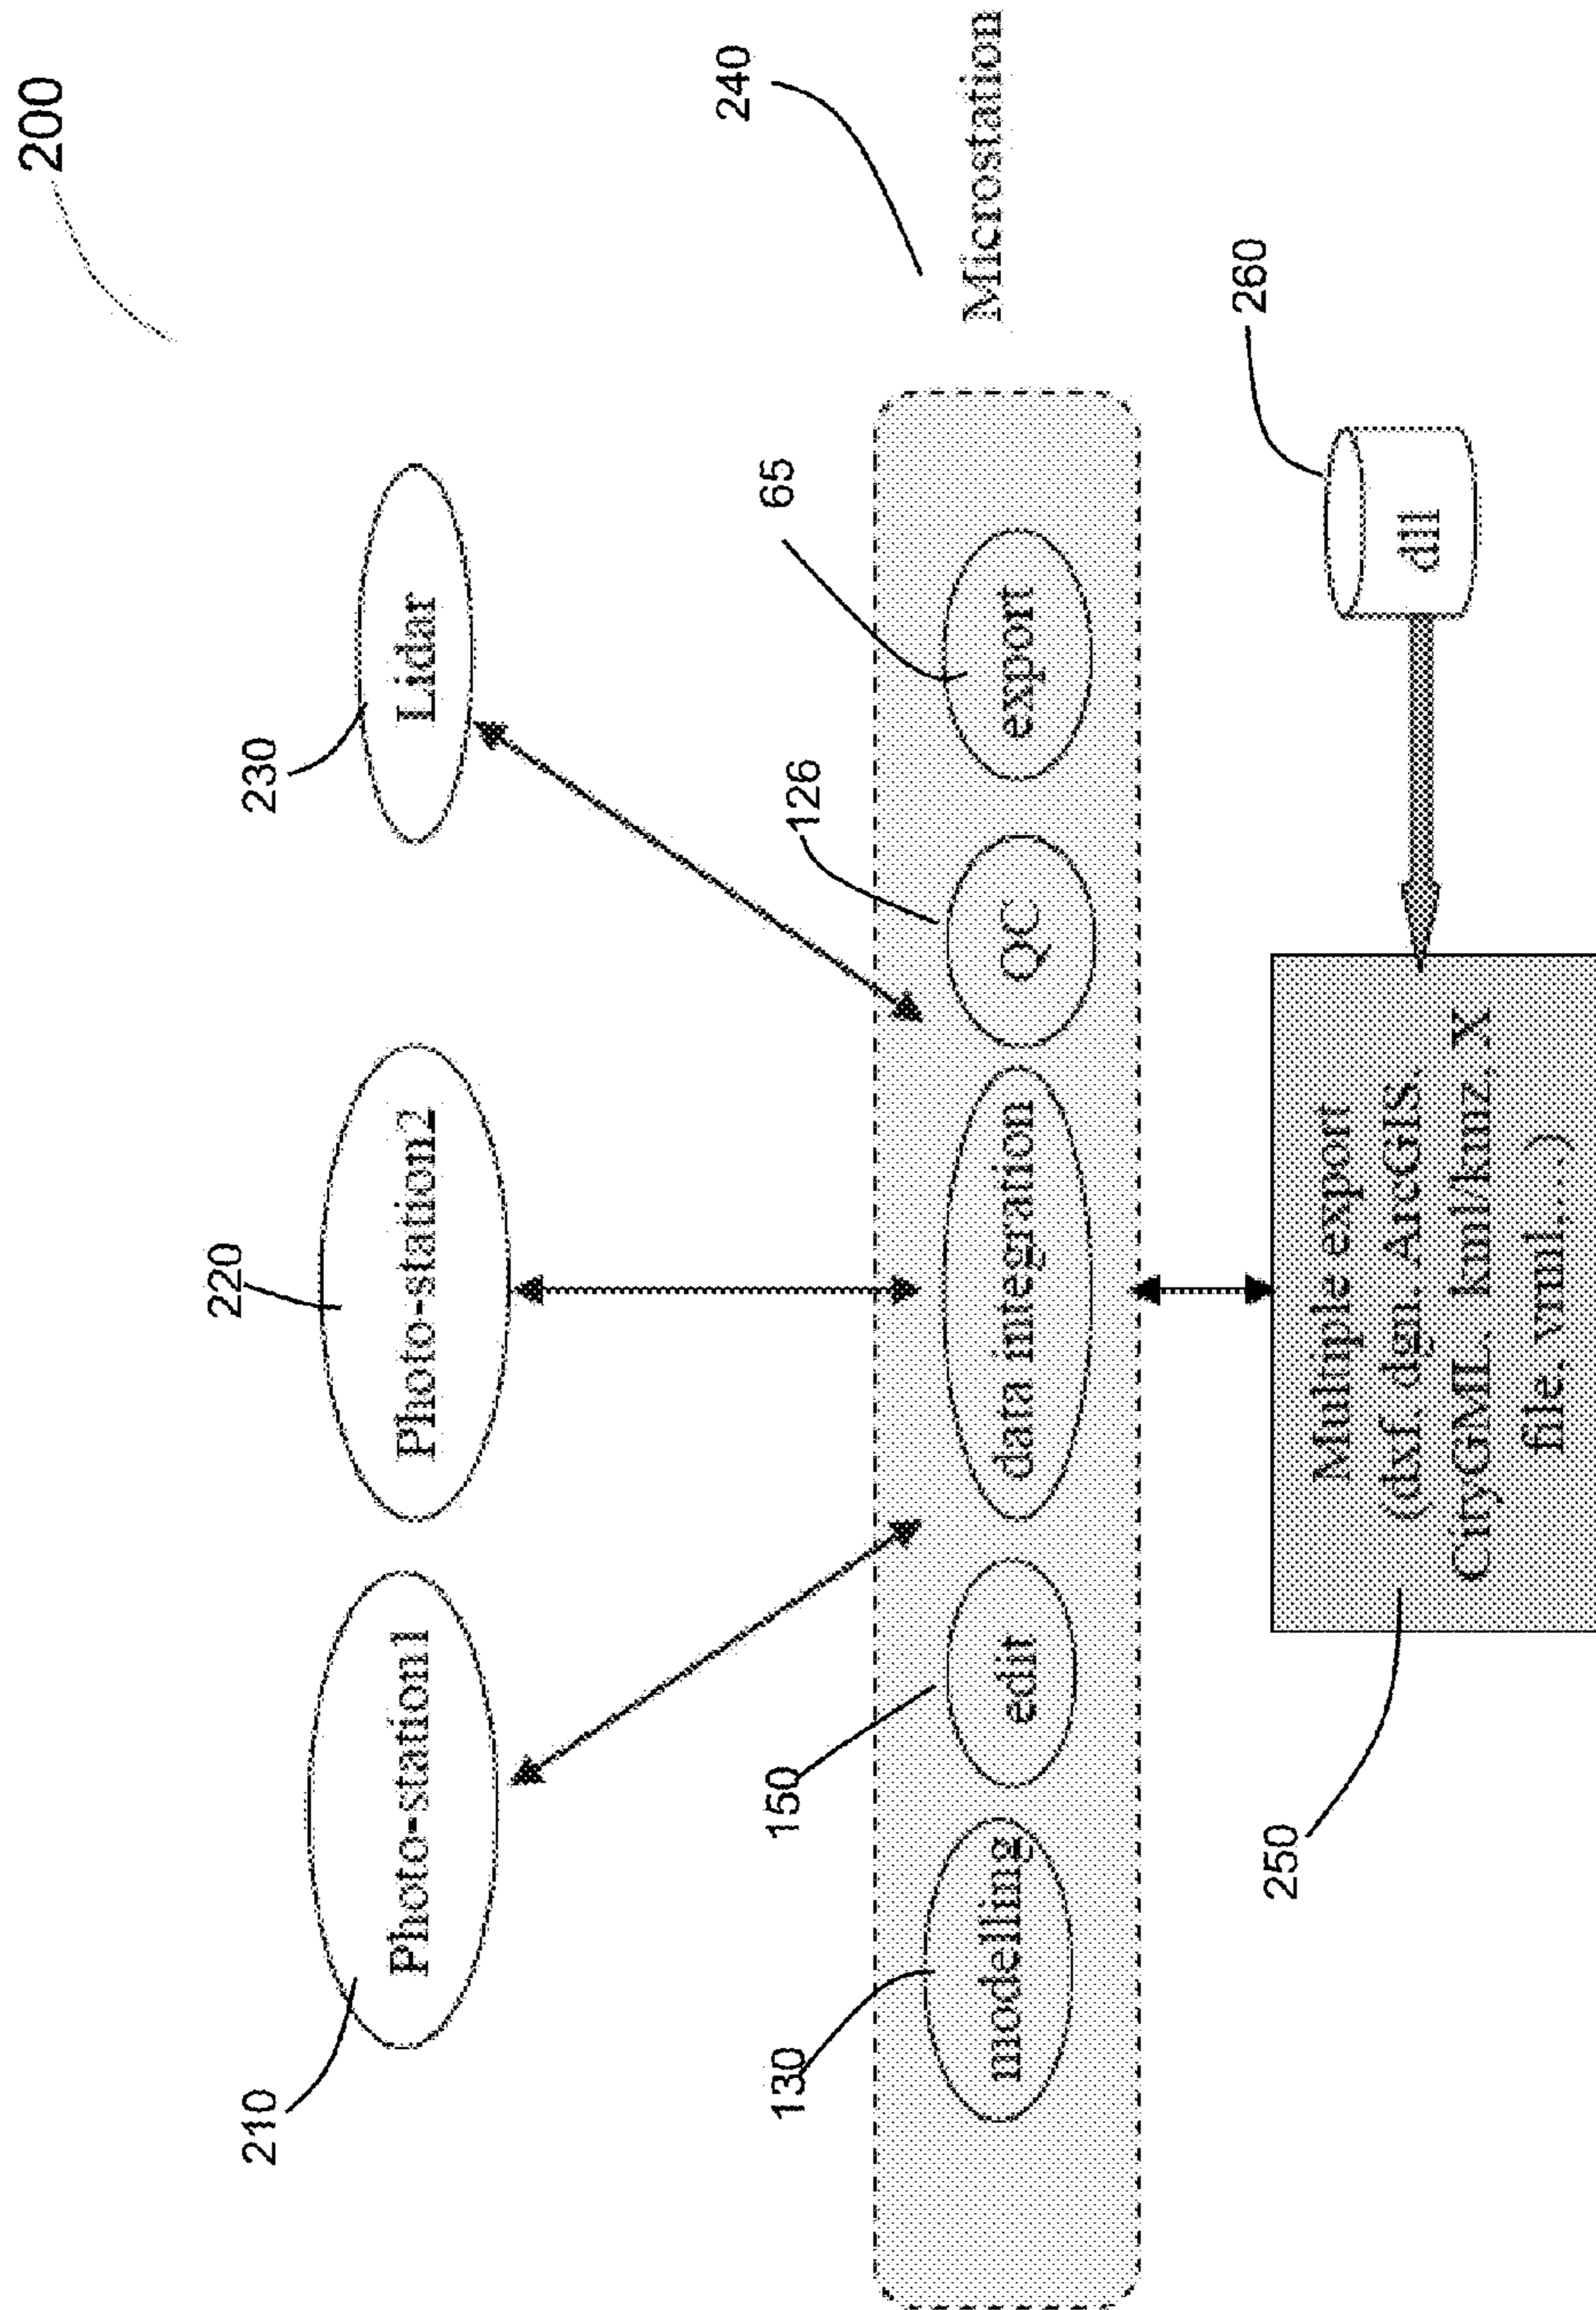 200
210
220
230
Photo-station1
Photo-station2
Lidar
240
Microstation
130
150
126
65
modelling
edit
data integration
QC
export
250
260
Multiple export
(dxf. dgn. ArcGIS.
CityGML. kml/kmz. X
file. vrml....)
dll